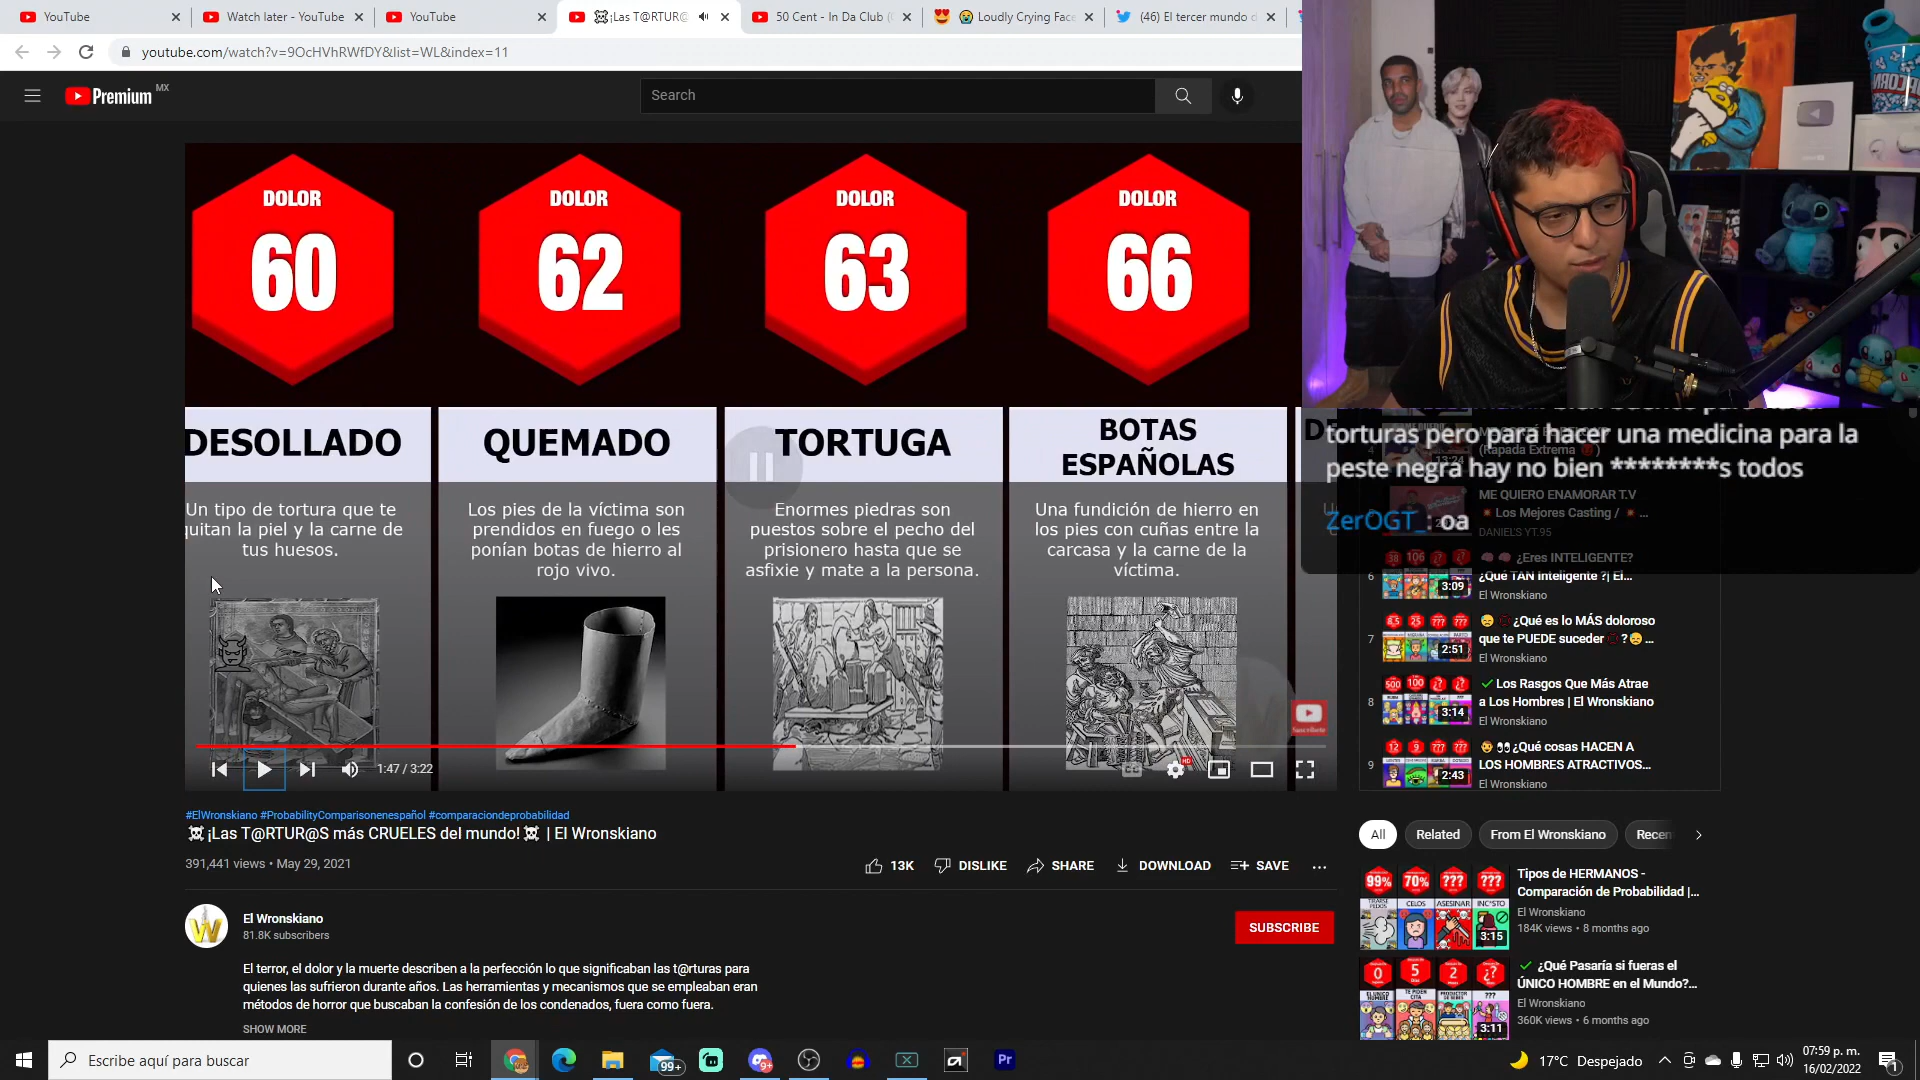 YouTube
Watch later - YouTube
YouTube
¡Las T@RTUR@
50 Cent - In Da Club
Loudly Crying Face
(46) El tercer mundo
youtube.com/watch?v=9OcHVhRWfDY&list=WL&index=11
Premium MX
Search
DOLOR
60
DOLOR
62
DOLOR
63
DOLOR
66
DESOLLADO
QUEMADO
TORTUGA
BOTAS
ESPAÑOLAS
Un tipo de tortura que te
quitan la piel y la carne de
tus huesos.
Los pies de la víctima son
prendidos en fuego o les
ponían botas de hierro al
rojo vivo.
Enormes piedras son
puestos sobre el pecho del
prisionero hasta que se
asfixie y mate a la persona.
Una fundición de hierro en
los pies con cuñas entre la
carcasa y la carne de la
víctima.
1:47 / 3:22
torturas pero para hacer una medicina para la
peste negra hay no bien ********s todos
ZerOGT_: oa
(Rapada Extrema
13:24
ME QUIERO ENAMORAR T.V
Los Mejores Casting /
DANIEL'S YT.95
6
¿Eres INTELIGENTE?
¿Qué TAN Inteligente ?| El...
El Wronskiano
3:09
7
¿Qué es lo MÁS doloroso
que te PUEDE suceder ? ...
El Wronskiano
2:51
8
Los Rasgos Que Más Atrae
a Los Hombres | El Wronskiano
El Wronskiano
3:14
9
¿Qué cosas HACEN A
LOS HOMBRES ATRACTIVOS...
El Wronskiano
2:43
#ElWronskiano #ProbabilityComparisonenespañol #comparaciondeprobabilidad
¡Las T@RTUR@S más CRUELES del mundo! | El Wronskiano
391,441 views • May 29, 2021
13K
DISLIKE
SHARE
DOWNLOAD
SAVE
El Wronskiano
81.8K subscribers
SUBSCRIBE
El terror, el dolor y la muerte describen a la perfección lo que significaban las t@rturas para
quienes las sufrieron durante años. Las herramientas y mecanismos que se empleaban eran
métodos de horror que buscaban la confesión de los condenados, fuera como fuera.
SHOW MORE
All
Related
From El Wronskiano
Recen
Tipos de HERMANOS -
Comparación de Probabilidad |...
El Wronskiano
184K views • 8 months ago
3:15
¿Qué Pasaría si fueras el
ÚNICO HOMBRE en el Mundo?...
El Wronskiano
360K views • 6 months ago
3:11
Escribe aquí para buscar
99+
9+
Pr
17°C Despejado
07:59 p. m.
16/02/2022
1